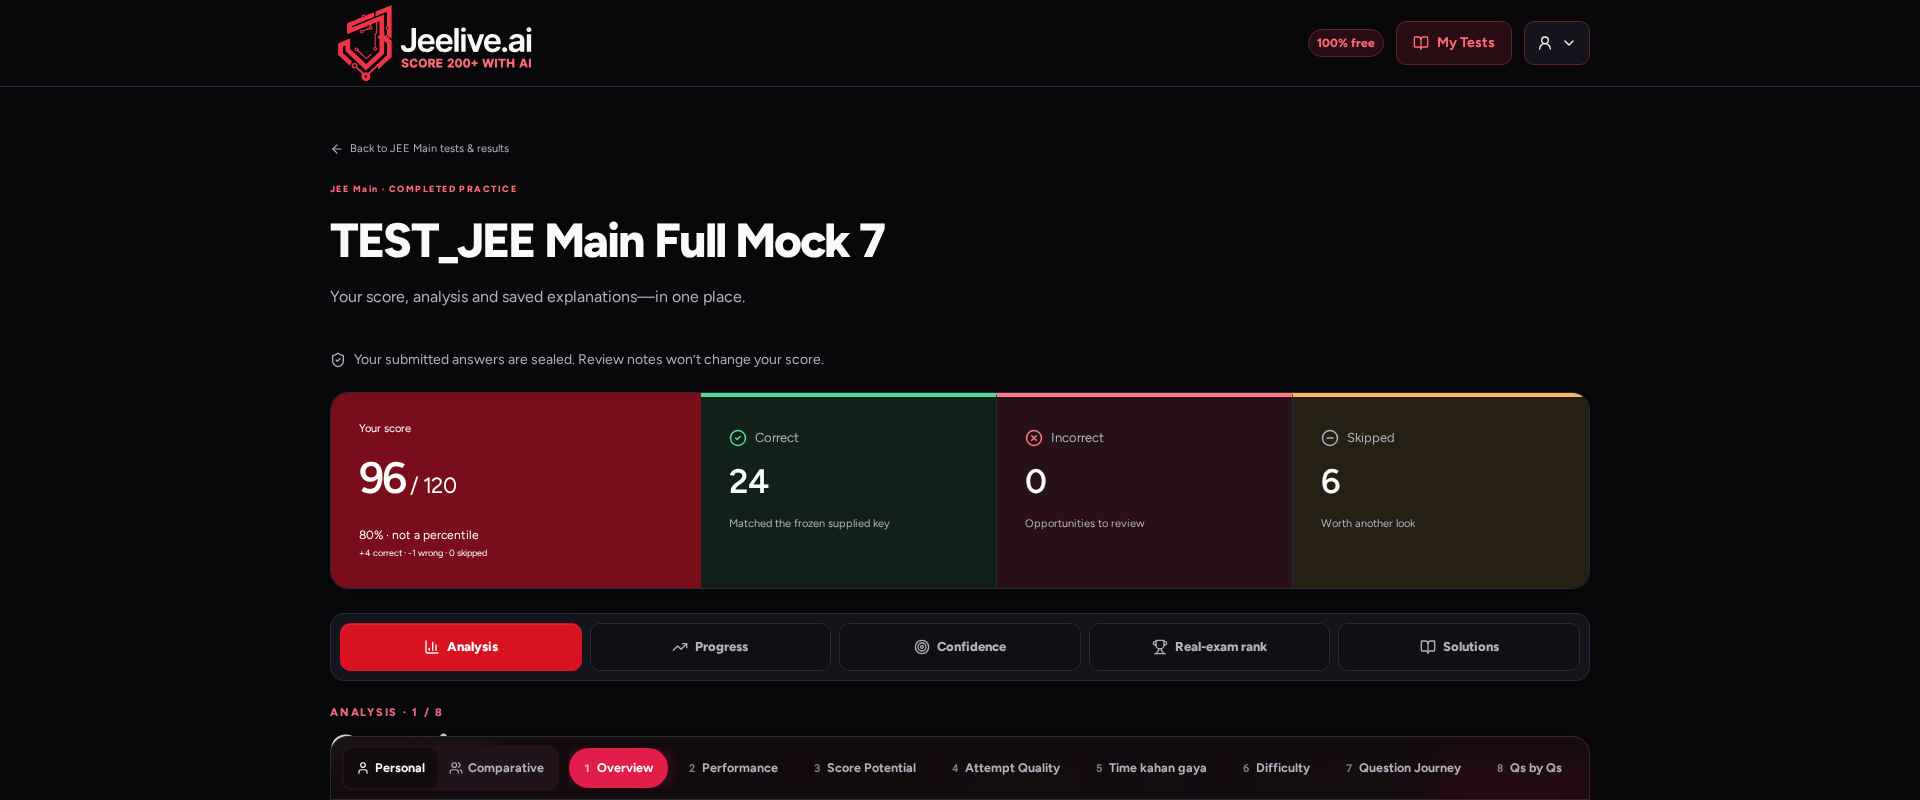 Jeelive.ai
SCORE 200+ WITH AI
100% free
My Tests
Back to JEE Main tests & results
JEE Main · COMPLETED PRACTICE
TEST_JEE Main Full Mock 7
Your score, analysis and saved explanations—in one place.
Your submitted answers are sealed. Review notes won't change your score.
Your score
96 / 120
80% · not a percentile
+4 correct · -1 wrong · 0 skipped
Correct
24
Matched the frozen supplied key
Incorrect
0
Opportunities to review
Skipped
6
Worth another look
Analysis
Progress
Confidence
Real-exam rank
Solutions
ANALYSIS · 1 / 8
Personal
Comparative
1 Overview
2 Performance
3 Score Potential
4 Attempt Quality
5 Time kahan gaya
6 Difficulty
7 Question Journey
8 Qs by Qs